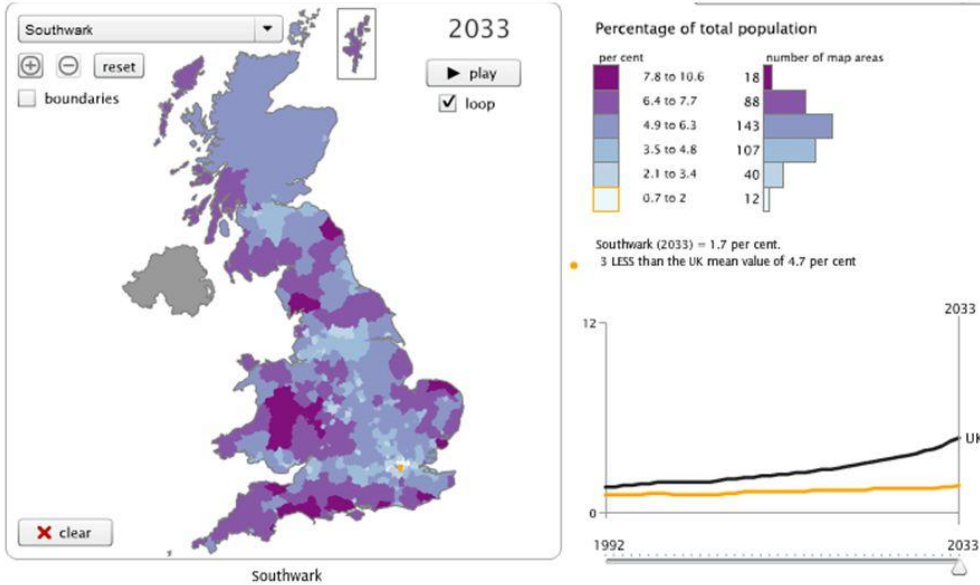 Southwark
2033
reset
play
boundaries
loop
clear
Southwark
Percentage of total population
per cent
number of map areas
7.8 to 10.6 18
6.4 to 7.7 88
4.9 to 6.3 143
3.5 to 4.8 107
2.1 to 3.4 40
0.7 to 2 12
Southwark (2033) = 1.7 per cent.
3 LESS than the UK mean value of 4.7 per cent
2033
12
UK
0
1992 2033